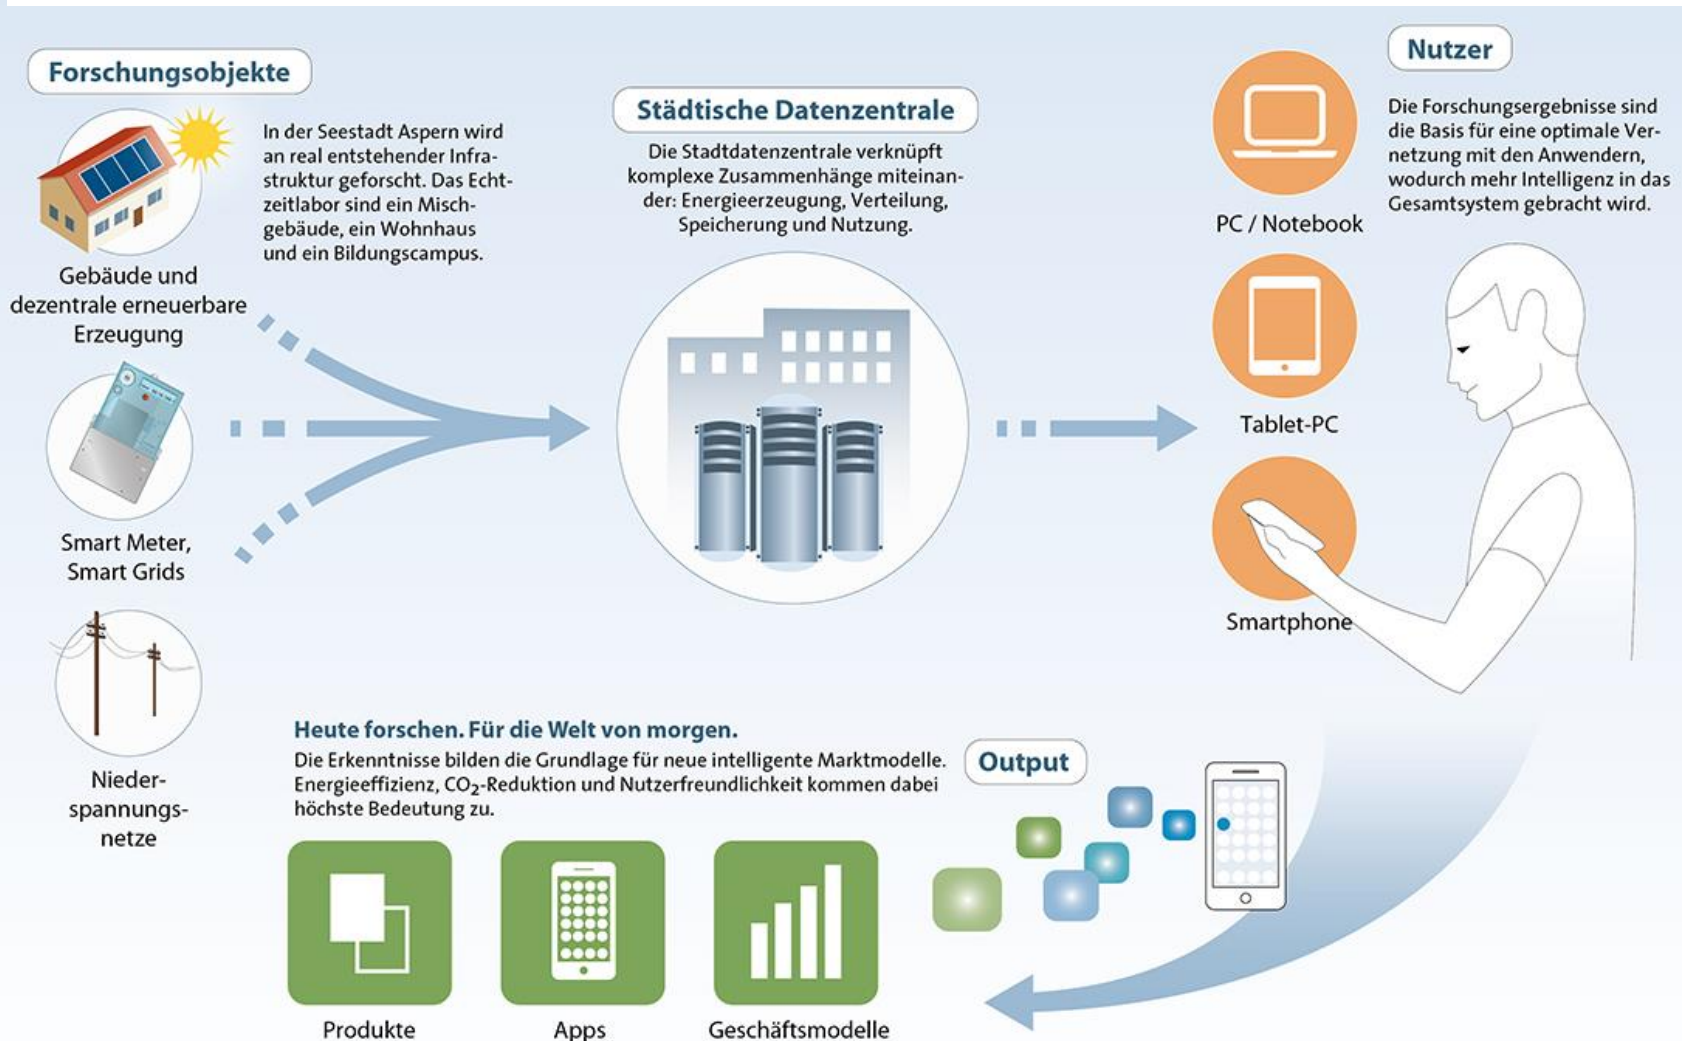 Forschungsobjekte
In der Seestadt Aspern wird
an real entstehender Infra-
struktur geforscht. Das Echt-
zeitlabor sind ein Misch-
gebäude, ein Wohnhaus
und ein Bildungscampus.
Gebäude und
dezentrale erneuerbare
Erzeugung
Smart Meter,
Smart Grids
Nieder-
spannungs-
netze
Städtische Datenzentrale
Die Stadtdatenzentrale verknüpft
komplexe Zusammenhänge miteinan-
der: Energieerzeugung, Verteilung,
Speicherung und Nutzung.
PC / Notebook
Tablet-PC
Smartphone
Nutzer
Die Forschungsergebnisse sind
die Basis für eine optimale Ver-
netzung mit den Anwendern,
wodurch mehr Intelligenz in das
Gesamtsystem gebracht wird.
Heute forschen. Für die Welt von morgen.
Die Erkenntnisse bilden die Grundlage für neue intelligente Marktmodelle.
Energieeffizienz, CO₂-Reduktion und Nutzerfreundlichkeit kommen dabei
höchste Bedeutung zu.
Output
Produkte
Apps
Geschäftsmodelle